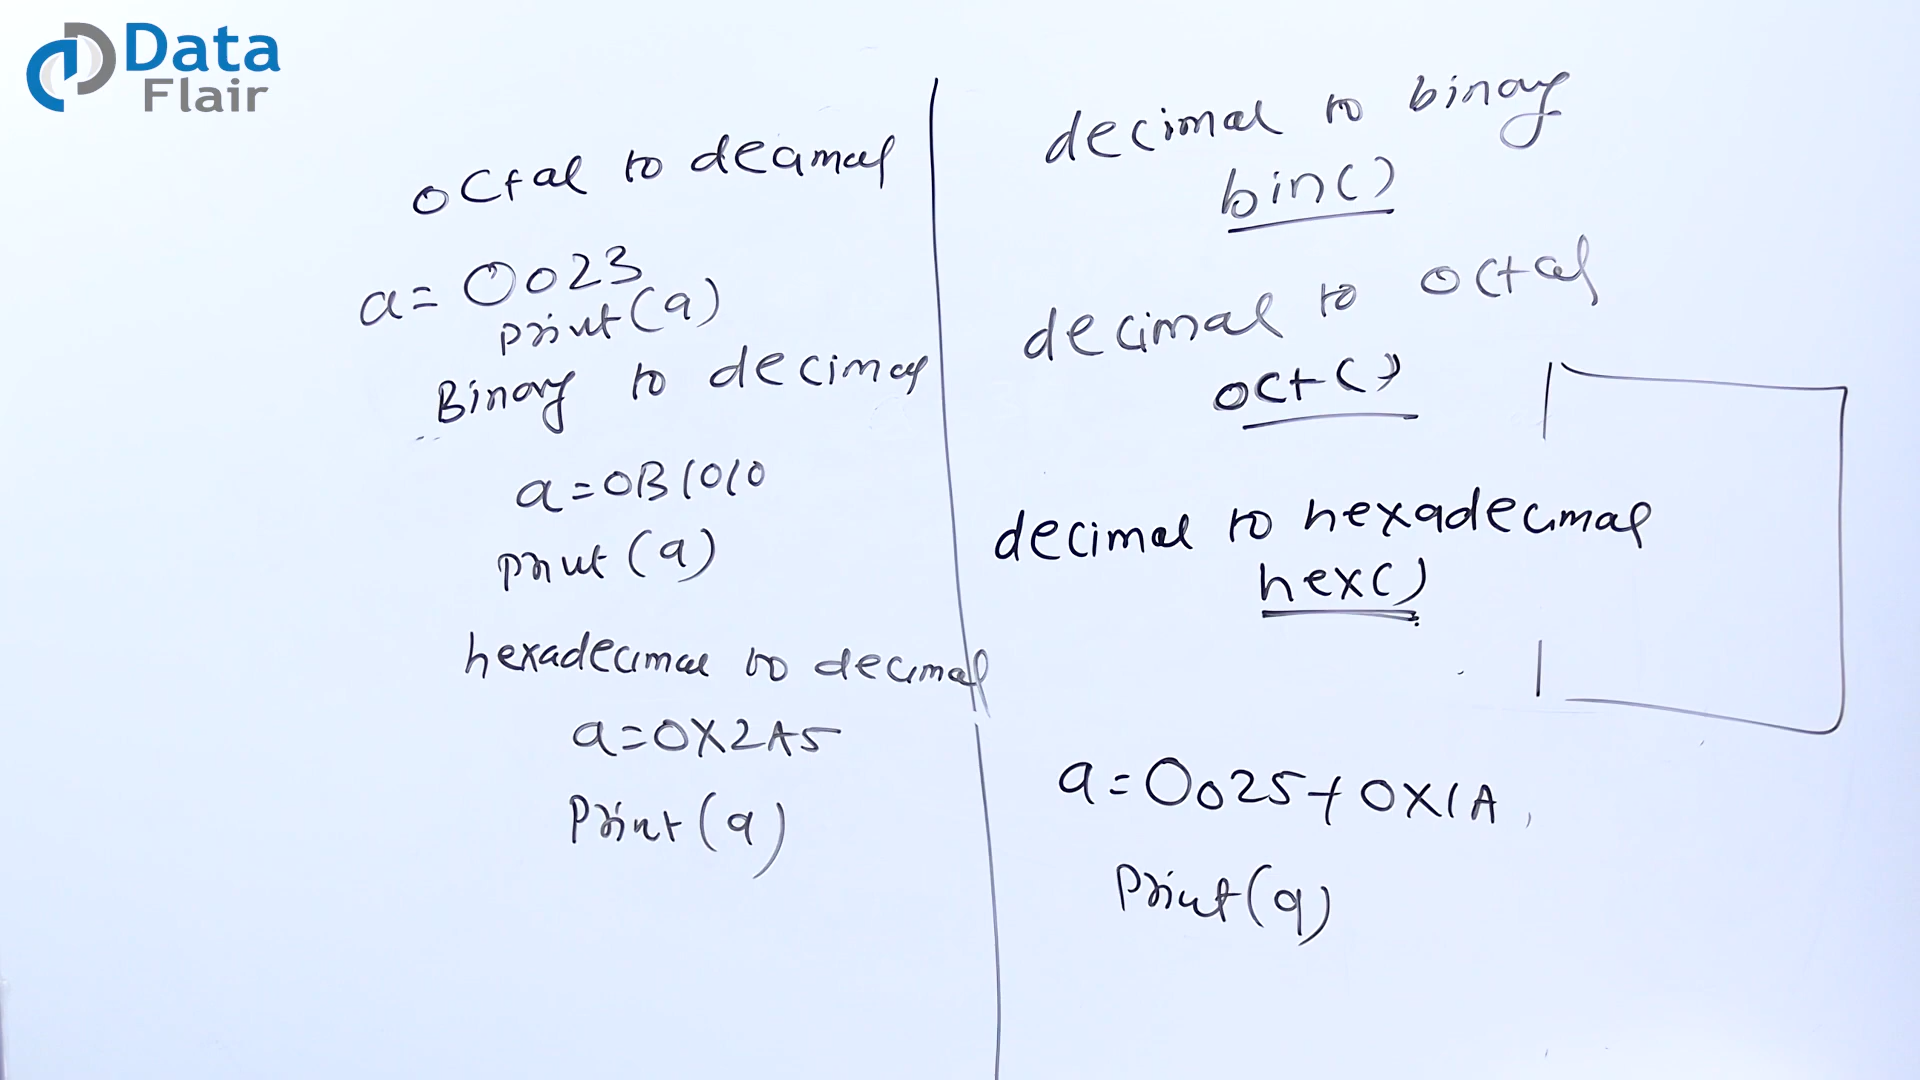 Data
Flair
octal to decimal
a = 0o23
print(a)
Binary to decimal
a = 0B1010
print(a)
hexadecimal to decimal
a = 0X2A5
Print(a)
decimal to binary
bin()
decimal to octal
oct()
decimal to hexadecimal
hex()
a = 0o25 + 0X1A
Print(a)